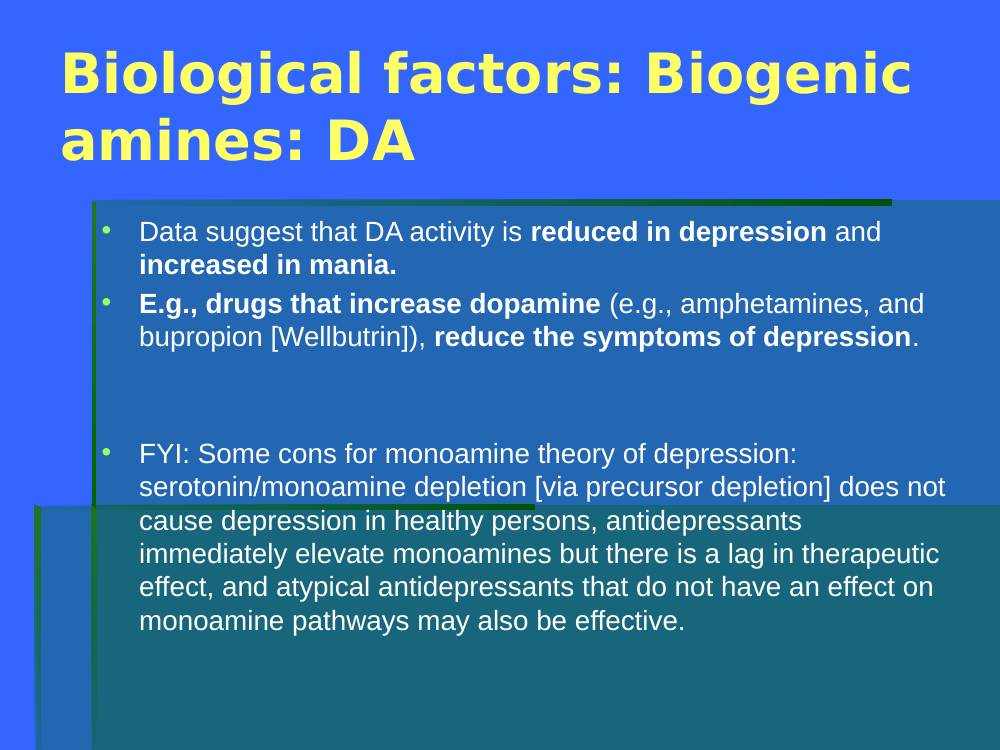 Biological factors: Biogenic
amines: DA
• Data suggest that DA activity is reduced in depression and
increased in mania.
• E.g., drugs that increase dopamine (e.g., amphetamines, and
bupropion [Wellbutrin]), reduce the symptoms of depression.
• FYI: Some cons for monoamine theory of depression:
serotonin/monoamine depletion [via precursor depletion] does not
cause depression in healthy persons, antidepressants
immediately elevate monoamines but there is a lag in therapeutic
effect, and atypical antidepressants that do not have an effect on
monoamine pathways may also be effective.